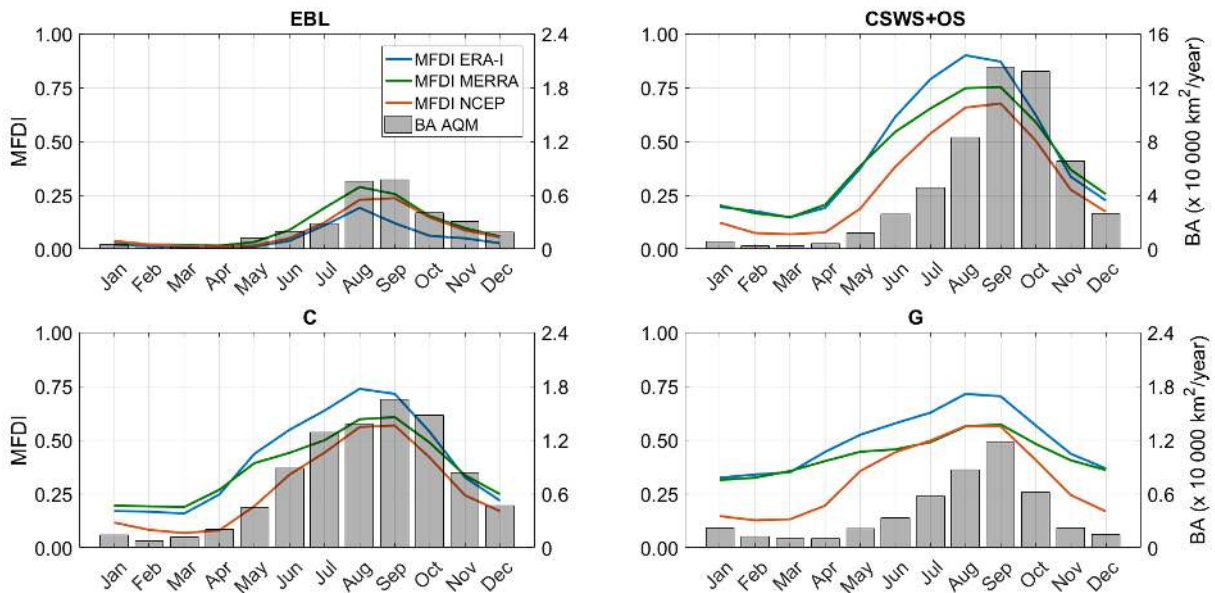 EBL
1.00
0.75
0.50
0.25
0.00
MFDI
2.4
1.8
1.2
0.6
0
MFDI ERA-I
MFDI MERRA
MFDI NCEP
BA AQM
Jan Feb Mar Apr May Jun Jul Aug Sep Oct Nov Dec
CSWS+OS
1.00
0.75
0.50
0.25
0.00
16
12
8
4
0
BA (x 10 000 km²/year)
Jan Feb Mar Apr May Jun Jul Aug Sep Oct Nov Dec
C
1.00
0.75
0.50
0.25
0.00
MFDI
2.4
1.8
1.2
0.6
0
Jan Feb Mar Apr May Jun Jul Aug Sep Oct Nov Dec
G
1.00
0.75
0.50
0.25
0.00
2.4
1.8
1.2
0.6
0
BA (x 10 000 km²/year)
Jan Feb Mar Apr May Jun Jul Aug Sep Oct Nov Dec